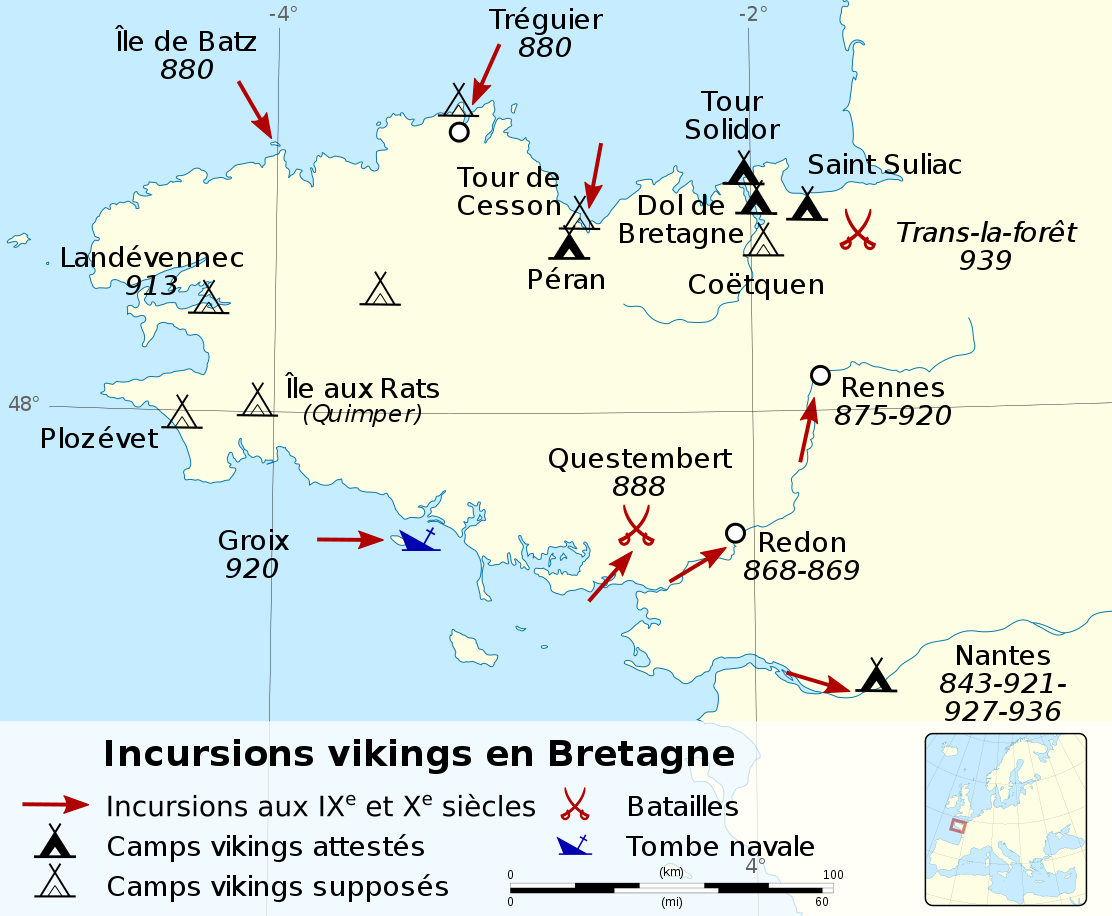 -4°
-2°
Île de Batz
880
Tréguier
880
Tour
Solidor
Saint Suliac
Tour de
Cesson
Dol de
Bretagne
Trans-la-forêt
939
Landévennec
913
Péran
Coëtquen
48°
Île aux Rats
(Quimper)
Rennes
875-920
Plozévet
Questembert
888
Groix
920
Redon
868-869
Nantes
843-921-
927-936
Incursions vikings en Bretagne
Incursions aux IXe et Xe siècles
Batailles
Camps vikings attestés
Tombe navale
Camps vikings supposés
4°
0 (km) 100
0 (mi) 60